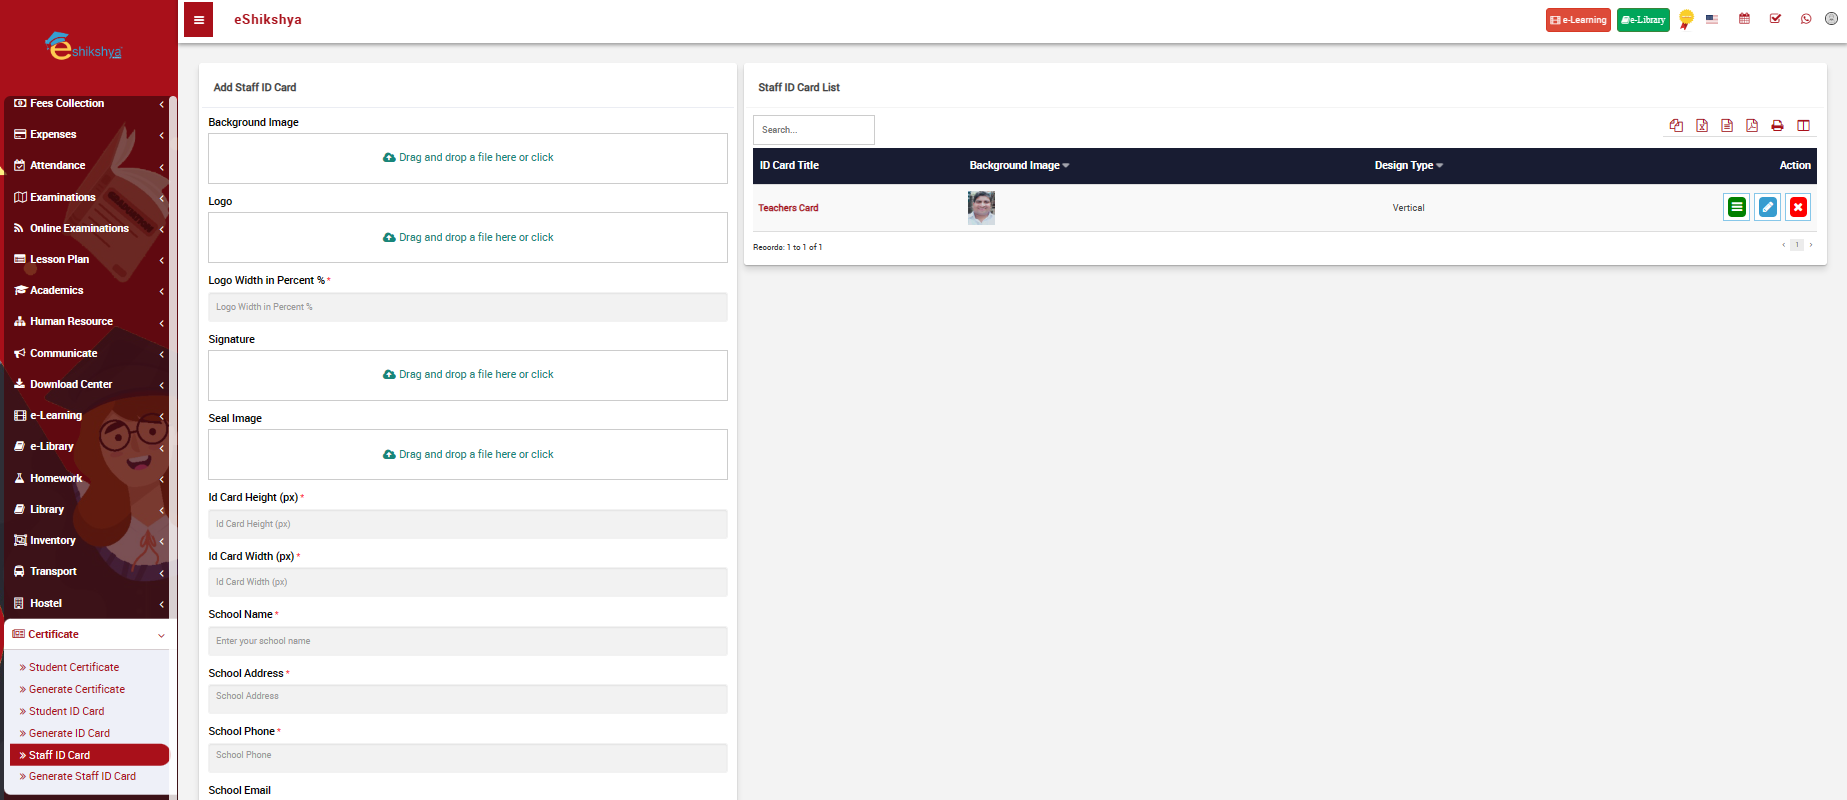 eShikshya
e-Learning
e-Library
eshikshya
Fees Collection
Expenses
Attendance
Examinations
Online Examinations
Lesson Plan
Academics
Human Resource
Communicate
Download Center
e-Learning
e-Library
Homework
Library
Inventory
Transport
Hostel
Certificate
Student Certificate
Generate Certificate
Student ID Card
Generate ID Card
Staff ID Card
Generate Staff ID Card
Add Staff ID Card
Background Image
Drag and drop a file here or click
Logo
Drag and drop a file here or click
Logo Width in Percent % *
Logo Width in Percent %
Signature
Drag and drop a file here or click
Seal Image
Drag and drop a file here or click
Id Card Height (px) *
Id Card Height (px)
Id Card Width (px) *
Id Card Width (px)
School Name *
Enter your school name
School Address *
School Address
School Phone *
School Phone
School Email
Staff ID Card List
Search...
ID Card Title Background Image Design Type Action
Teachers Card Vertical
Records: 1 to 1 of 1
1